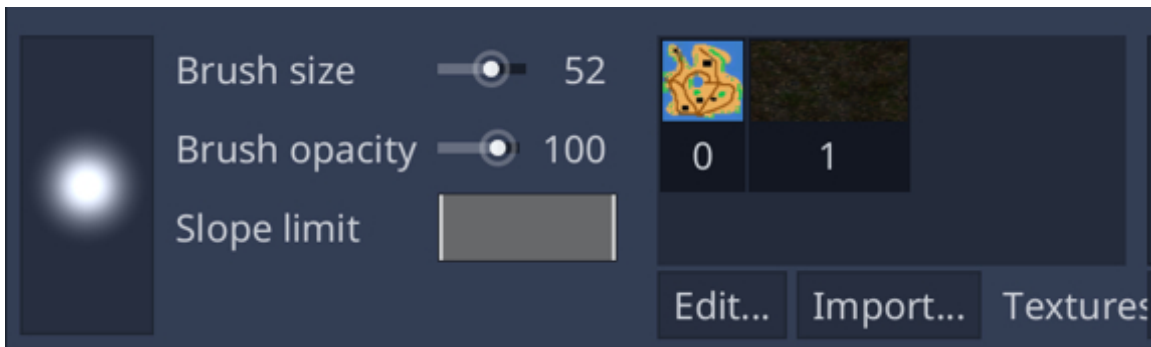 Brush size 52
Brush opacity 100
Slope limit
0 1
Edit... Import... Textures